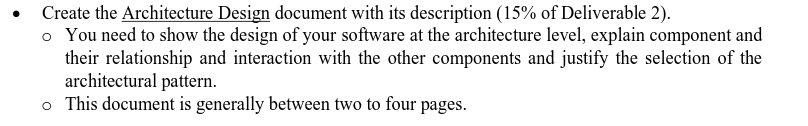 • Create the Architecture Design document with its description (15% of Deliverable 2).
o You need to show the design of your software at the architecture level, explain component and
their relationship and interaction with the other components and justify the selection of the
architectural pattern.
o This document is generally between two to four pages.